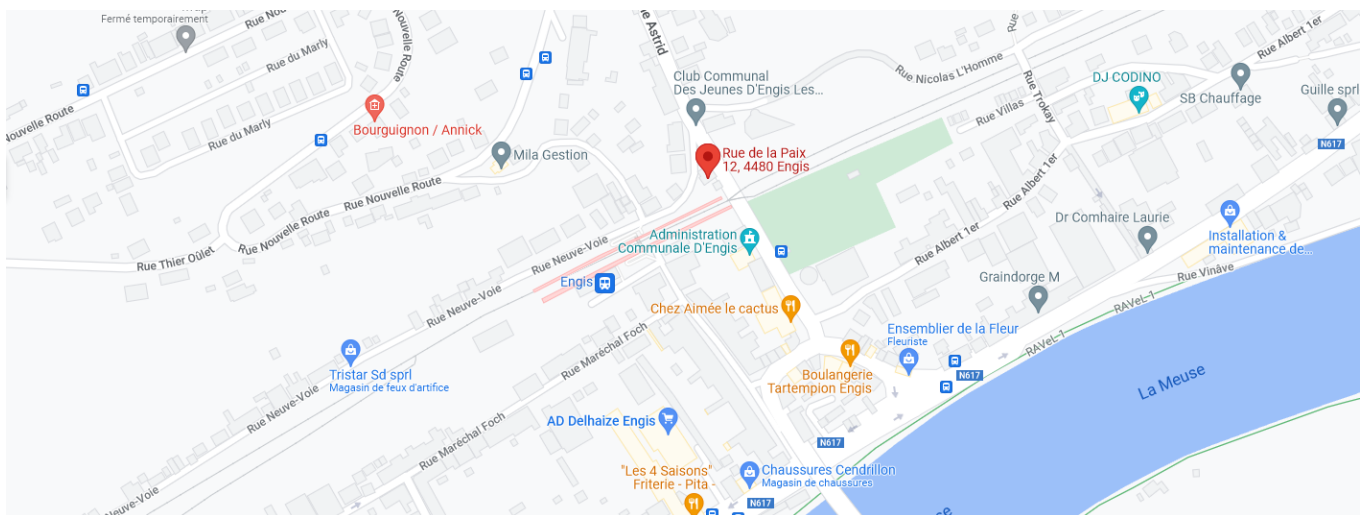 Fermé temporairement
Rue du Marly
Nouvelle Route
Nouvelle Route
Rue du Marly
Bourguignon / Annick
Mila Gestion
Rue Nouvelle Route
Rue Nouvelle Route
Rue Thier Oûlet
Astrid
Club Communal
Des Jeunes D'Engis Les...
Rue de la Paix
12, 4480 Engis
Rue Nicolas L'Homme
Rue Villas
Rue Trokay
Rue Albert 1er
DJ CODINO
SB Chauffage
Guille sprl
N617
Rue Albert 1er
Dr Comhaire Laurie
Installation &
maintenance de...
Rue Vinâve
Rue Albert 1er
Graindorge M
RAVeL-1
RAVeL-1
Administration
Communale D'Engis
Rue Neuve-Voie
Engis
Rue Neuve-Voie
Chez Aimée le cactus
Ensemblier de la Fleur
Fleuriste
N617
Boulangerie
Tartempion Engis
La Meuse
Rue Maréchal Foch
Tristar Sd sprl
Magasin de feux d'artifice
Rue Neuve-Voie
AD Delhaize Engis
Rue Maréchal Foch
N617
"Les 4 Saisons"
Friterie - Pita
Chaussures Cendrillon
Magasin de chaussures
N617